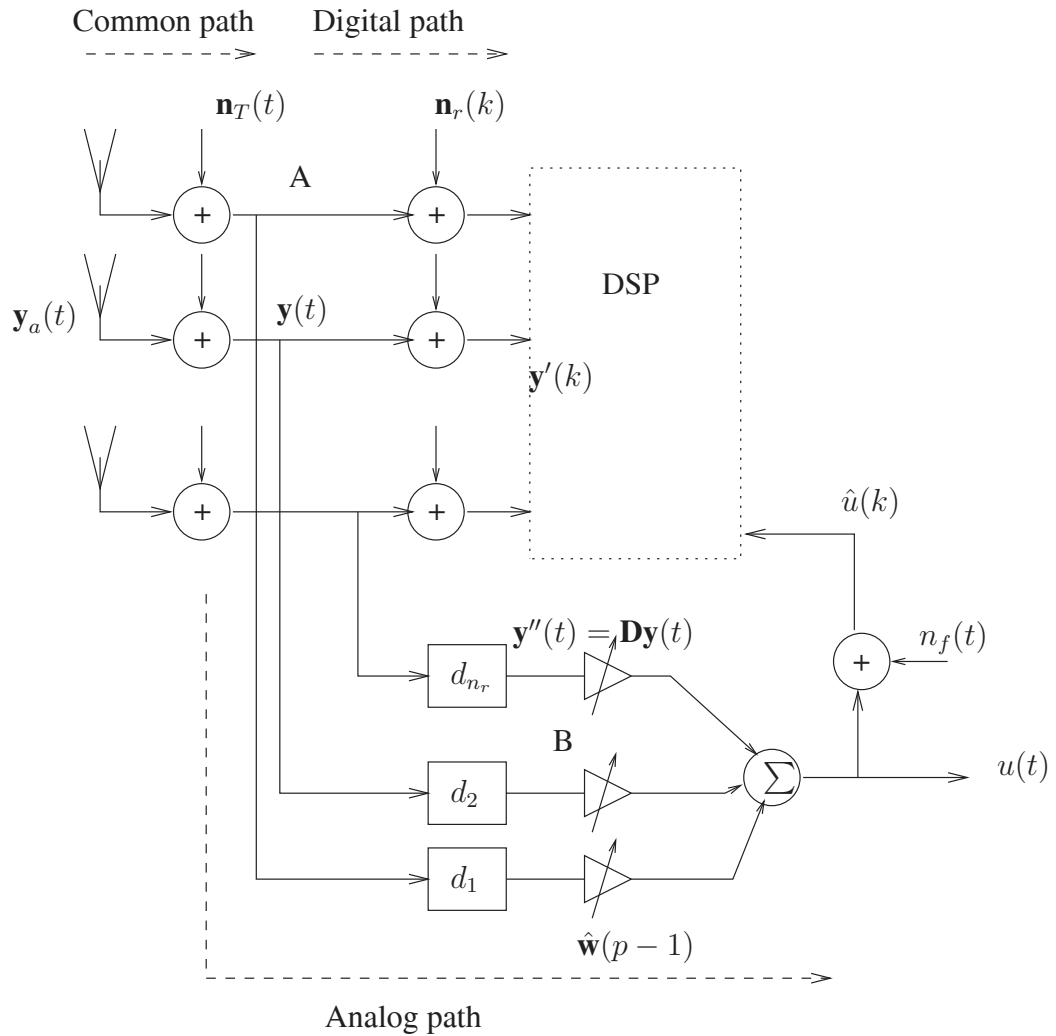 Common path
Digital path
𝐧_T(t)
𝐧_r(k)
A
+
+
DSP
𝐲_a(t)
𝐲(t)
+
+
𝐲'(k)
+
+
û(k)
𝐲''(t) = 𝐃𝐲(t)
n_f(t)
+
d_{n_r}
B
u(t)
∑
d_2
d_1
ŵ(p − 1)
Analog path